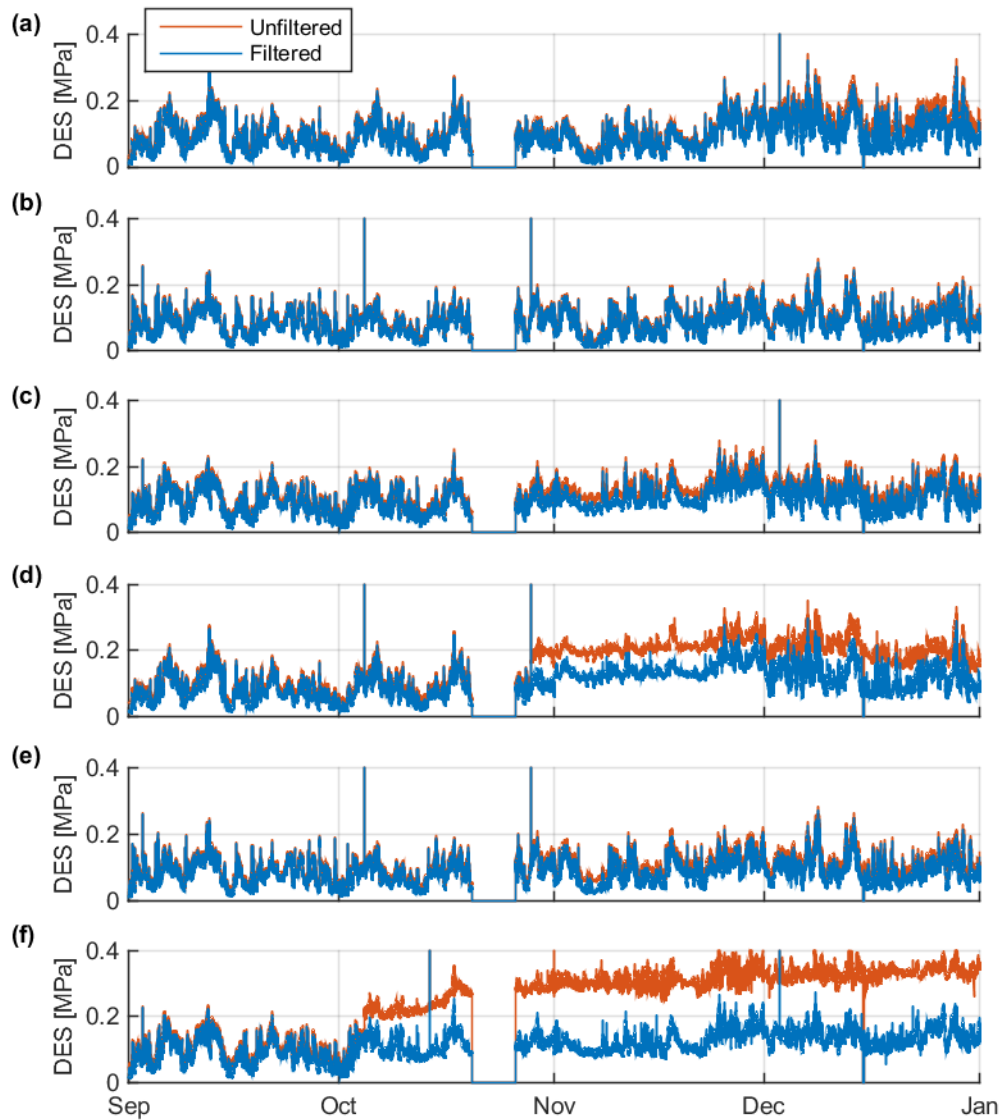 (a)
DES [MPa]
0.4
0.2
0
Unfiltered
Filtered
(b)
DES [MPa]
0.4
0.2
0
(c)
DES [MPa]
0.4
0.2
0
(d)
DES [MPa]
0.4
0.2
0
(e)
DES [MPa]
0.4
0.2
0
(f)
DES [MPa]
0.4
0.2
0
Sep Oct Nov Dec Jan